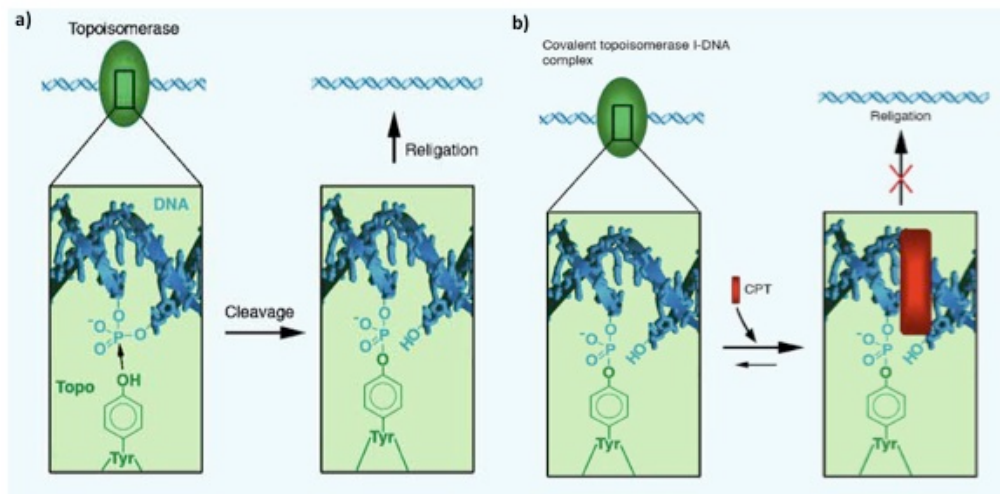 a)
Topoisomerase
DNA
O
⁻O
P
O
O
OH
Topo
Tyr
Cleavage
Religation
O
⁻O
P
O
HO
O
Tyr
b)
Covalent topoisomerase I-DNA
complex
O
⁻O
P
O
HO
O
Tyr
CPT
Religation
O
⁻O
P
O
HO
O
Tyr